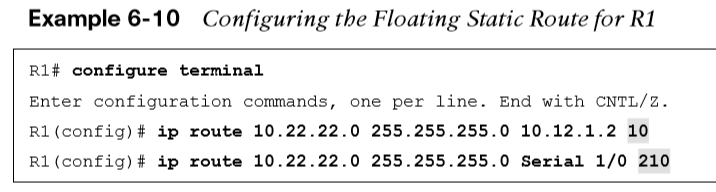 Example 6-10 Configuring the Floating Static Route for R1
R1# configure terminal
Enter configuration commands, one per line. End with CNTL/Z.
R1(config)# ip route 10.22.22.0 255.255.255.0 10.12.1.2 10
R1(config)# ip route 10.22.22.0 255.255.255.0 Serial 1/0 210